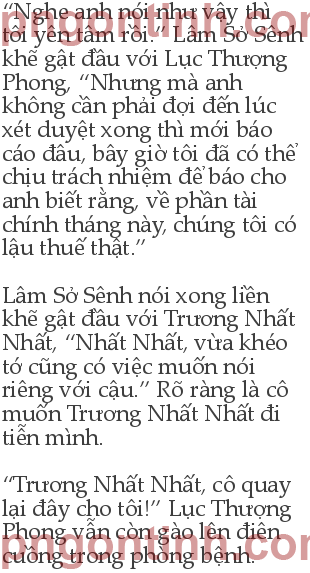 “Nghe anh nói như vậy thì
tôi yên tâm rồi.” Lâm Sở Sênh
khẽ gật đầu với Lục Thượng
Phong, “Nhưng mà anh
không cần phải đợi đến lúc
xét duyệt xong thì mới báo
cáo đâu, bây giờ tôi đã có thể
chịu trách nhiệm để báo cho
anh biết rằng, về phần tài
chính tháng này, chúng tôi có
lậu thuế thật.”
Lâm Sở Sênh nói xong liền
khẽ gật đầu với Trương Nhất
Nhất, “Nhất Nhất, vừa khéo
tớ cũng có việc muốn nói
riêng với cậu.” Rõ ràng là cô
muốn Trương Nhất Nhất đi
tiễn mình.
“Trương Nhất Nhất, cô quay
lại đây cho tôi!” Lục Thượng
Phong vẫn còn gào lên điên
cuồng trong phòng bệnh.